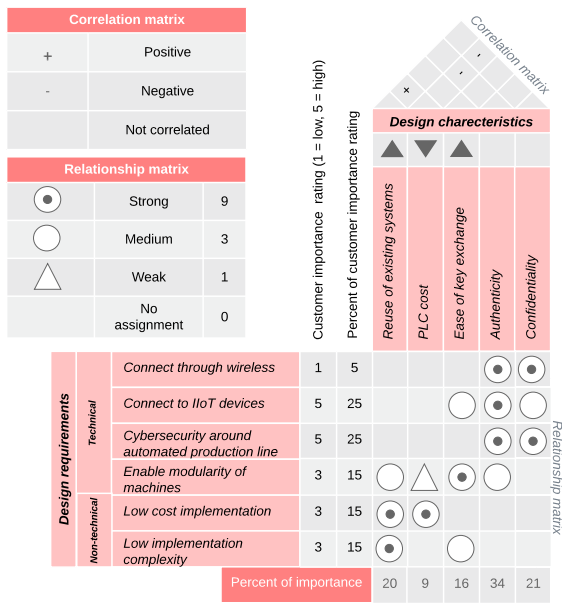 Correlation matrix
+ Positive
- Negative
Not correlated
Relationship matrix
Strong 9
Medium 3
Weak 1
No
assignment 0
Customer importance rating (1 = low, 5 = high)
Percent of customer importance rating
Correlation matrix
-
-
+
Design charecteristics
Reuse of existing systems
PLC cost
Ease of key exchange
Authenticity
Confidentiality
Design requirements
Technical
Non-technical
Connect through wireless 1 5
Connect to IIoT devices 5 25
Cybersecurity around
automated production line 5 25
Enable modularity of
machines 3 15
Low cost implementation 3 15
Low implementation
complexity 3 15
Relationship matrix
Percent of importance 20 9 16 34 21